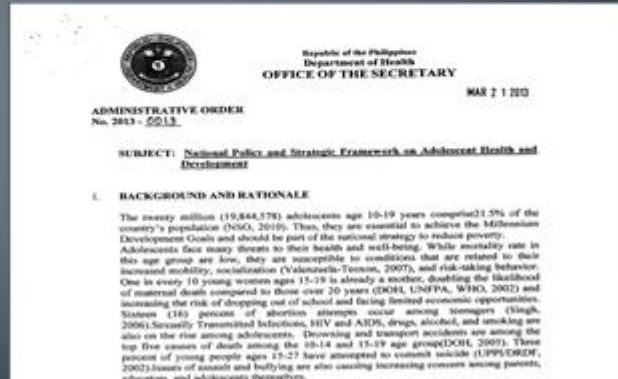 Republic of the Philippines
Department of Health
OFFICE OF THE SECRETARY
MAR 21 2013
ADMINISTRATIVE ORDER
No. 2013 - 0013
SUBJECT: National Policy and Strategic Framework on Adolescent Health and
Development
I. BACKGROUND AND RATIONALE
The twenty million (19,844,578) adolescents age 10-19 years comprise21.5% of the
country's population (NSO, 2010). Thus, they are essential to achieve the Millennium
Development Goals and should be part of the national strategy to reduce poverty.
Adolescents face many threats to their health and well-being. While mortality rate in
this age group are low, they are susceptible to conditions that are related to their
increased mobility, socialization (Valenzuela-Tecson, 2007), and risk-taking behavior.
One in every 10 young women ages 15-19 is already a mother, doubling the likelihood
of maternal death compared to those over 20 years (DOH, UNFPA, WHO, 2002) and
increasing the risk of dropping out of school and facing limited economic opportunities.
Sixteen (16) percent of abortion attempts occur among teenagers (Singh,
2006).Sexually Transmitted Infections, HIV and AIDS, drugs, alcohol, and smoking are
also on the rise among adolescents. Drowning and transport accidents are among the
top five causes of death among the 10-14 and 15-19 age group(DOH, 2005). Three
percent of young people ages 15-27 have attempted to commit suicide (UPPI/DRDF,
2002).Issues of assault and bullying are also causing increasing concern among parents,
educators, and adolescents themselves.